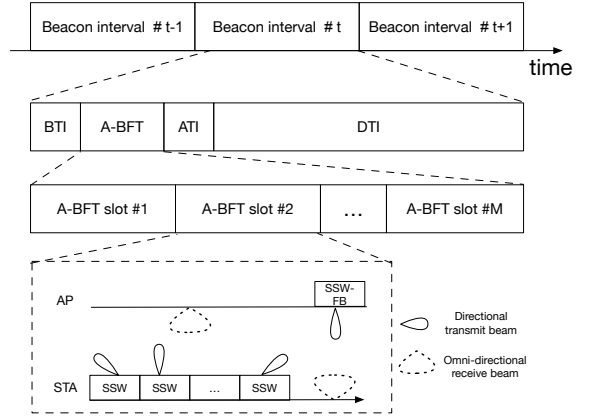 Beacon interval # t-1
Beacon interval # t
Beacon interval # t+1
time
BTI
A-BFT
ATI
DTI
A-BFT slot #1
A-BFT slot #2
...
A-BFT slot #M
AP
SSW-
FB
Directional
transmit beam
Omni-directional
receive beam
STA
SSW
SSW
...
SSW